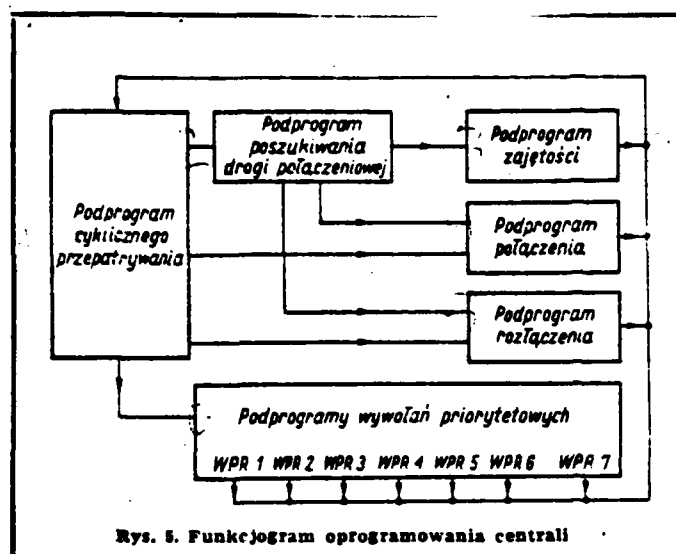 Podprogram
poszukiwania
drogi połączeniowej
Podprogram
zajętości
Podprogram
cyklicznego
przepatrywania
Podprogram
połączenia
Podprogram
rozłączenia
Podprogramy wywołań priorytetowych
WPR 1 WPR 2 WPR 3 WPR 4 WPR 5 WPR 6 WPR 7
Rys. 5. Funkcjogram oprogramowania centrali